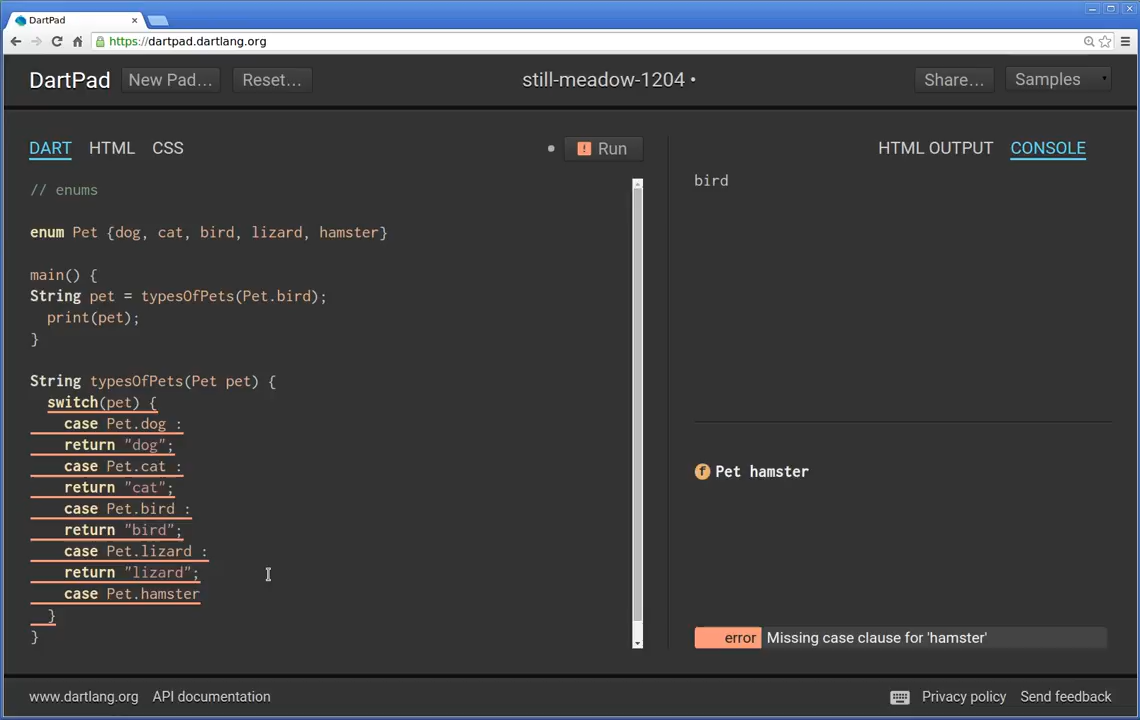 DartPad
https://dartpad.dartlang.org
DartPad New Pad... Reset... still-meadow-1204 • Share... Samples
DART HTML CSS ! Run HTML OUTPUT CONSOLE
// enums
enum Pet {dog, cat, bird, lizard, hamster}
main() {
String pet = typesOfPets(Pet.bird);
print(pet);
}
String typesOfPets(Pet pet) {
switch(pet) {
case Pet.dog :
return "dog";
case Pet.cat :
return "cat";
case Pet.bird :
return "bird";
case Pet.lizard :
return "lizard";
case Pet.hamster
}
}
bird
f Pet hamster
error Missing case clause for 'hamster'
www.dartlang.org API documentation Privacy policy Send feedback